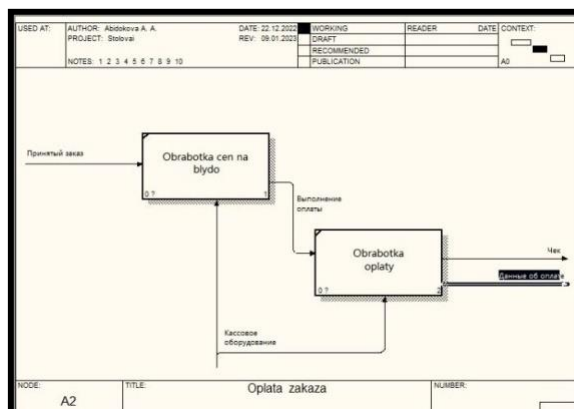 USED AT:
AUTHOR: Abidokova A. A.
DATE: 22.12.2022
WORKING
READER
DATE
CONTEXT:
PROJECT: Stolovai
REV: 09.01.2023
DRAFT
RECOMMENDED
NOTES: 1 2 3 4 5 6 7 8 9 10
PUBLICATION
A0
Принятый заказ
Obrabotka cen na
blydo
0 ?
1
Выполнение
оплаты
Obrabotka
oplaty
0 ?
2
Чек
Данные об оплате
Кассовое
оборудование
NODE:
TITLE:
Oplata zakaza
NUMBER:
A2